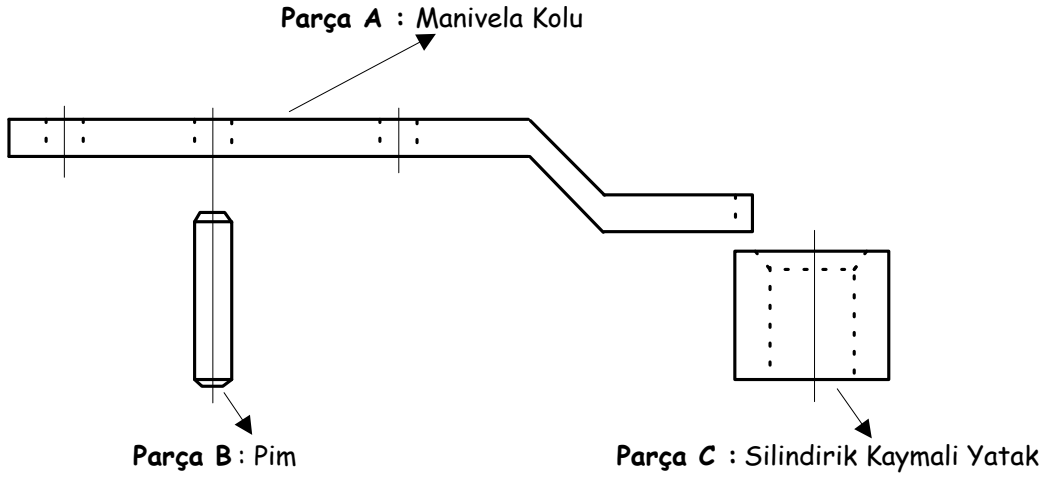 Parça A : Manivela Kolu
Parça B : Pim
Parça C : Silindirik Kaymali Yatak